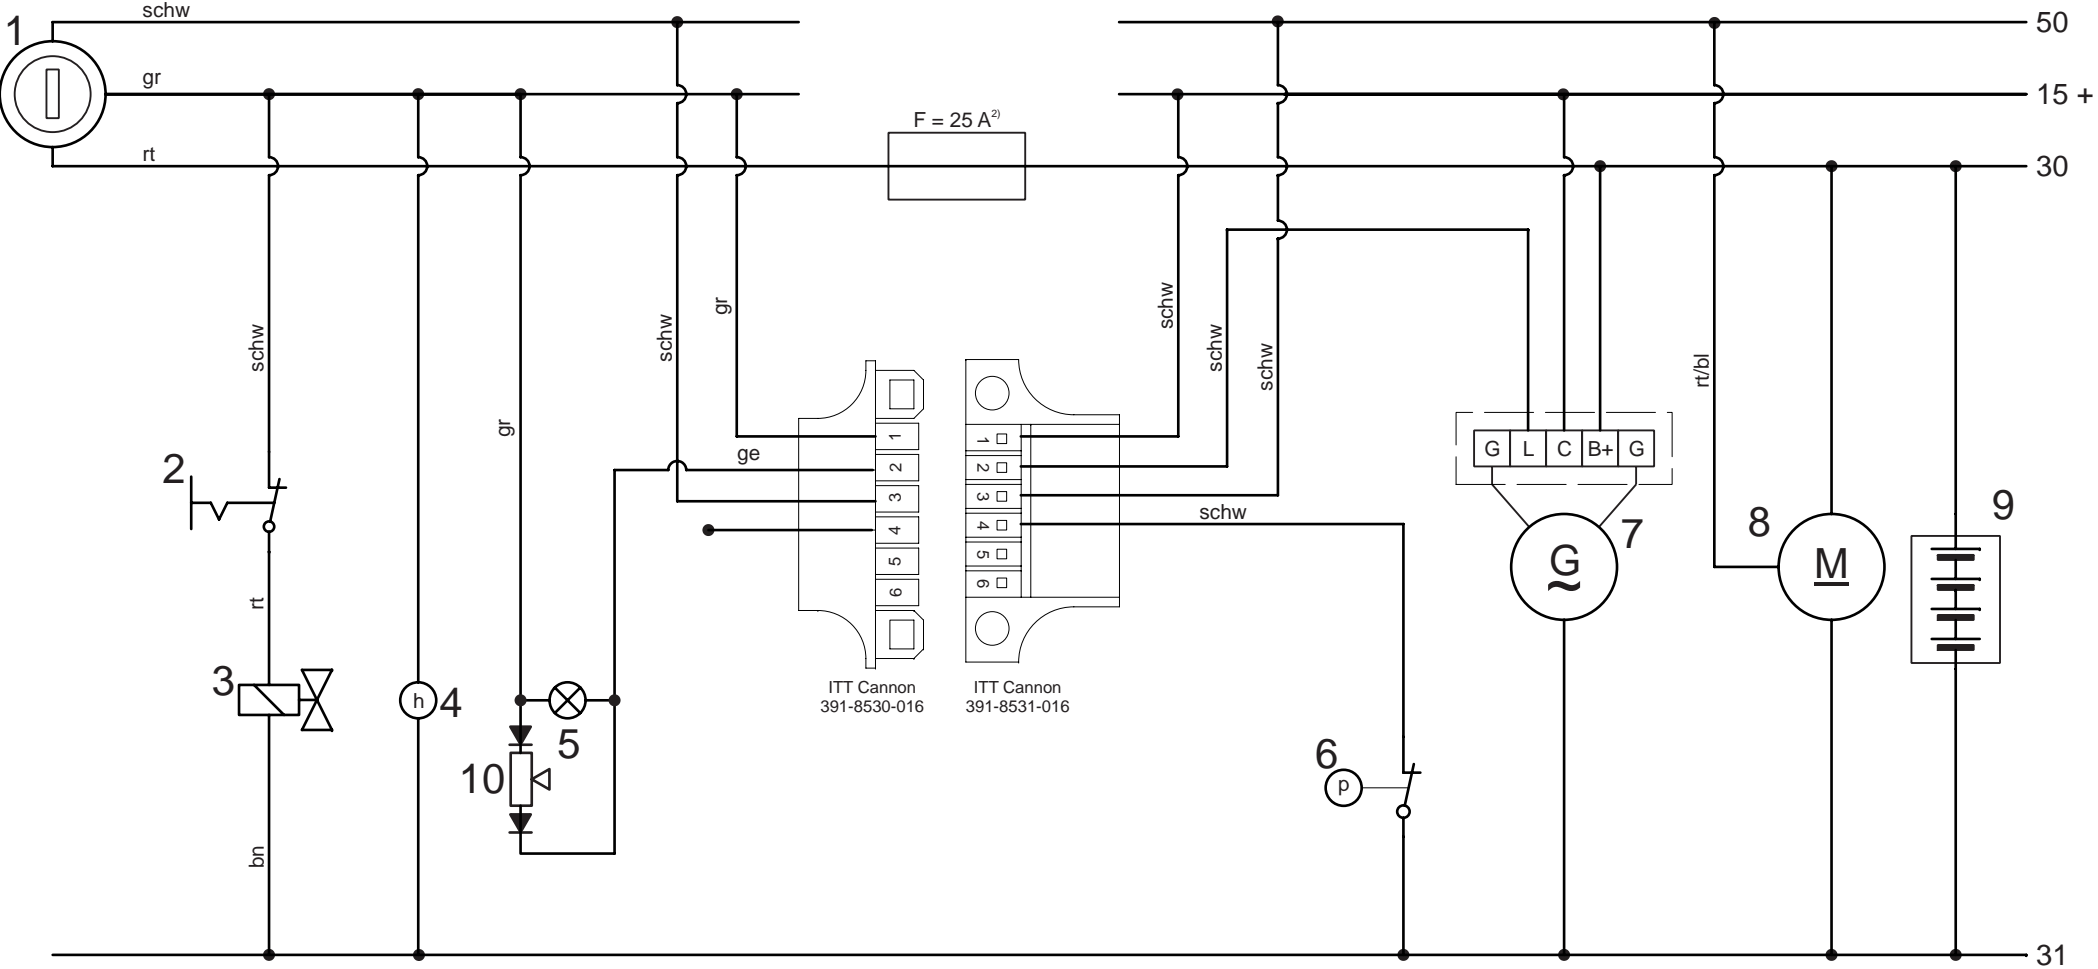 1
schw
50
gr
15 +
F = 25 A2)
rt
30
schw
gr
schw
gr
schw
schw
schw
rt/bl
1
2
3
4
5
6
1
2
3
4
5
6
ge
schw
G L C B+ G
2
7
8
9
G
~
M
rt
3
h
4
ITT Cannon
391-8530-016
ITT Cannon
391-8531-016
5
10
6
p
bn
31